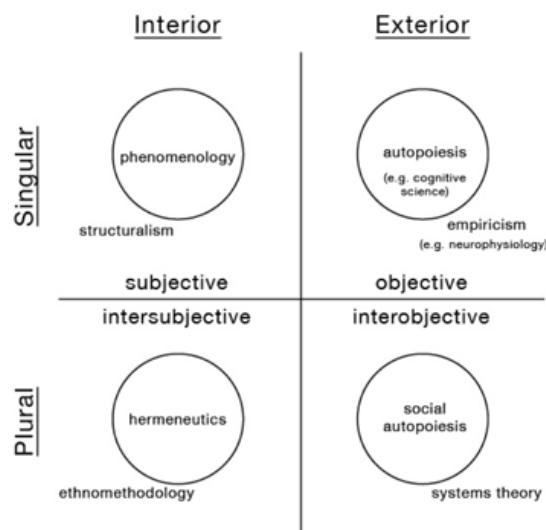 Interior
Exterior
Singular
phenomenology
structuralism
subjective
autopoiesis
(e.g. cognitive
science)
empiricism
(e.g. neurophysiology)
objective
Plural
intersubjective
hermeneutics
ethnomethodology
interobjective
social
autopoiesis
systems theory